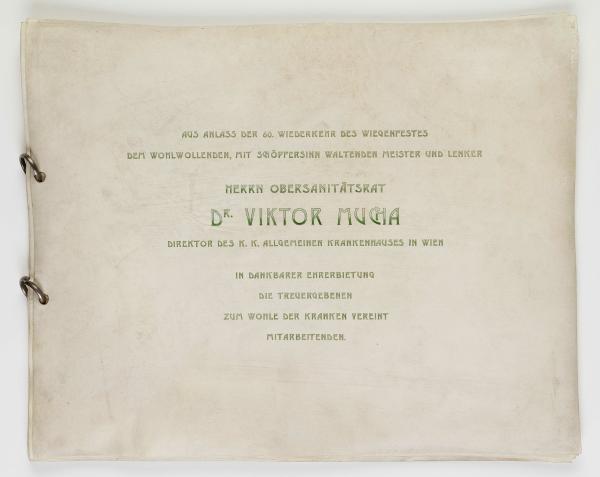 AUS ANLASS DER 60. WIEDERKEHR DES WIEGENFESTES
DEM WOHLWOLLENDEN, MIT SCHÖPFERSINN WALTENDEN MEISTER UND LENKER
HERRN OBERSANITÄTSRAT
DR. VIKTOR MUCHA
DIREKTOR DES K. K. ALLGEMEINEN KRANKENHAUSES IN WIEN
IN DANKBARER EHRERBIETUNG
DIE TREUERGEBENEN
ZUM WOHLE DER KRANKEN VEREINT
MITARBEITENDEN.